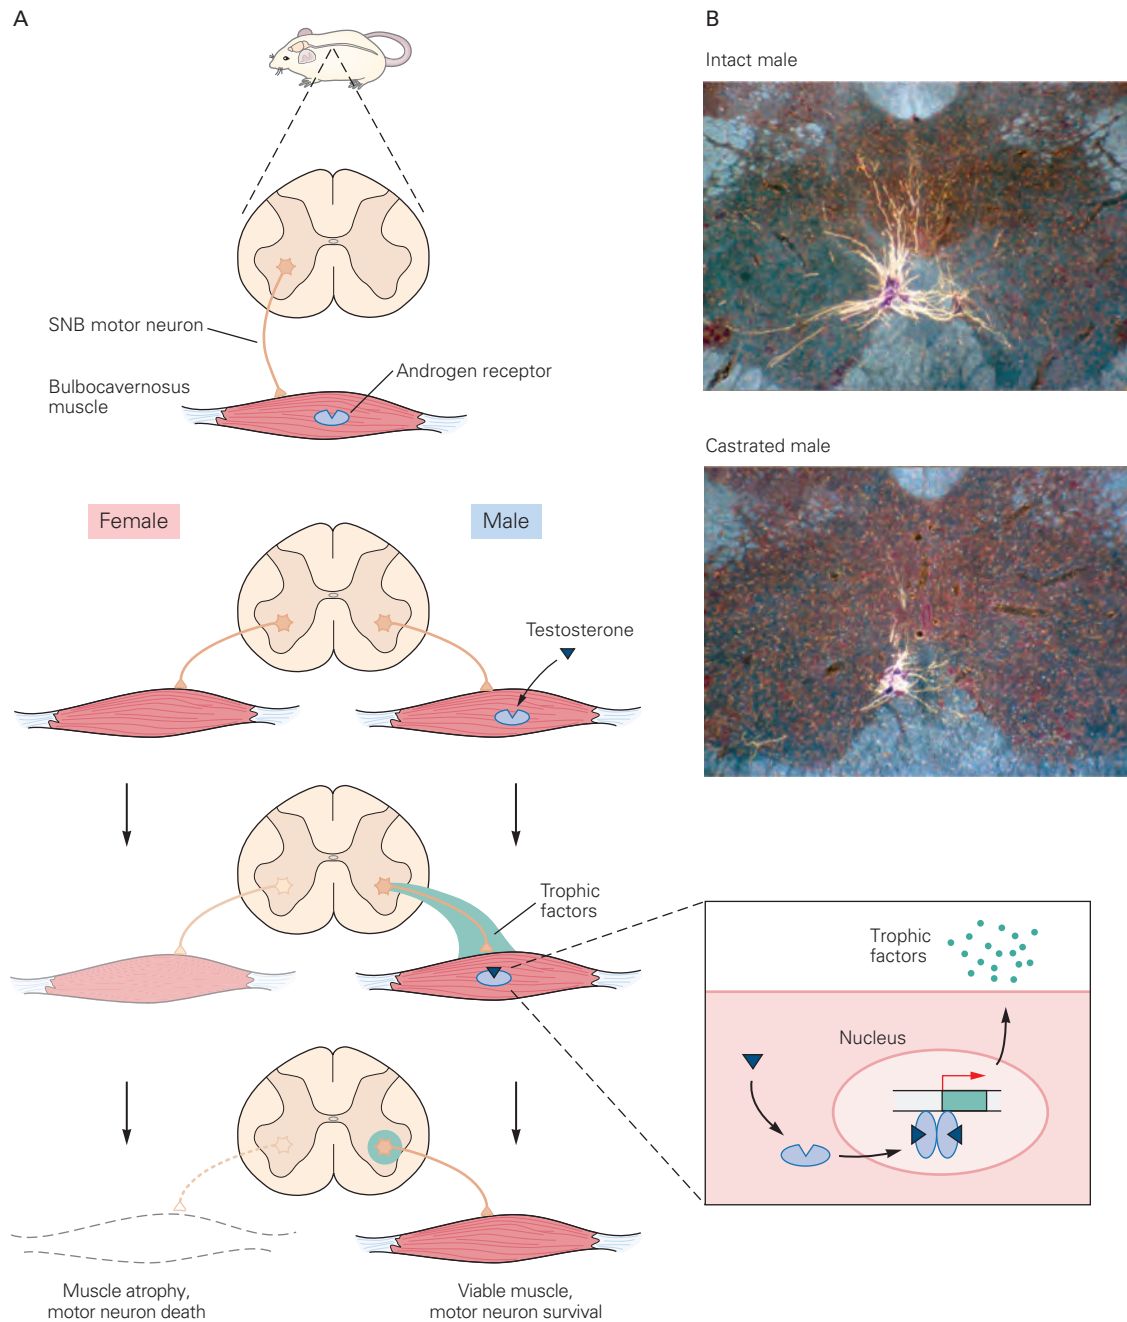 A
SNB motor neuron
Bulbocavernosus
muscle
Androgen receptor
Female
Male
Testosterone
Trophic
factors
Muscle atrophy,
motor neuron death
Viable muscle,
motor neuron survival
B
Intact male
Castrated male
Trophic
factors
Nucleus